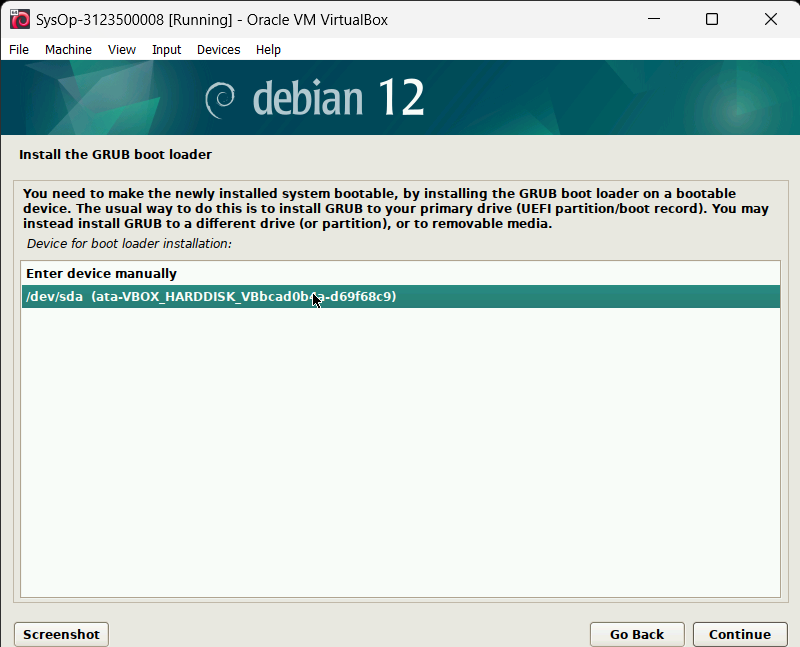 SysOp-3123500008 [Running] - Oracle VM VirtualBox
File Machine View Input Devices Help
debian 12
Install the GRUB boot loader
You need to make the newly installed system bootable, by installing the GRUB boot loader on a bootable
device. The usual way to do this is to install GRUB to your primary drive (UEFI partition/boot record). You may
instead install GRUB to a different drive (or partition), or to removable media.
Device for boot loader installation:
Enter device manually
/dev/sda (ata-VBOX_HARDDISK_
Screenshot Go Back Continue